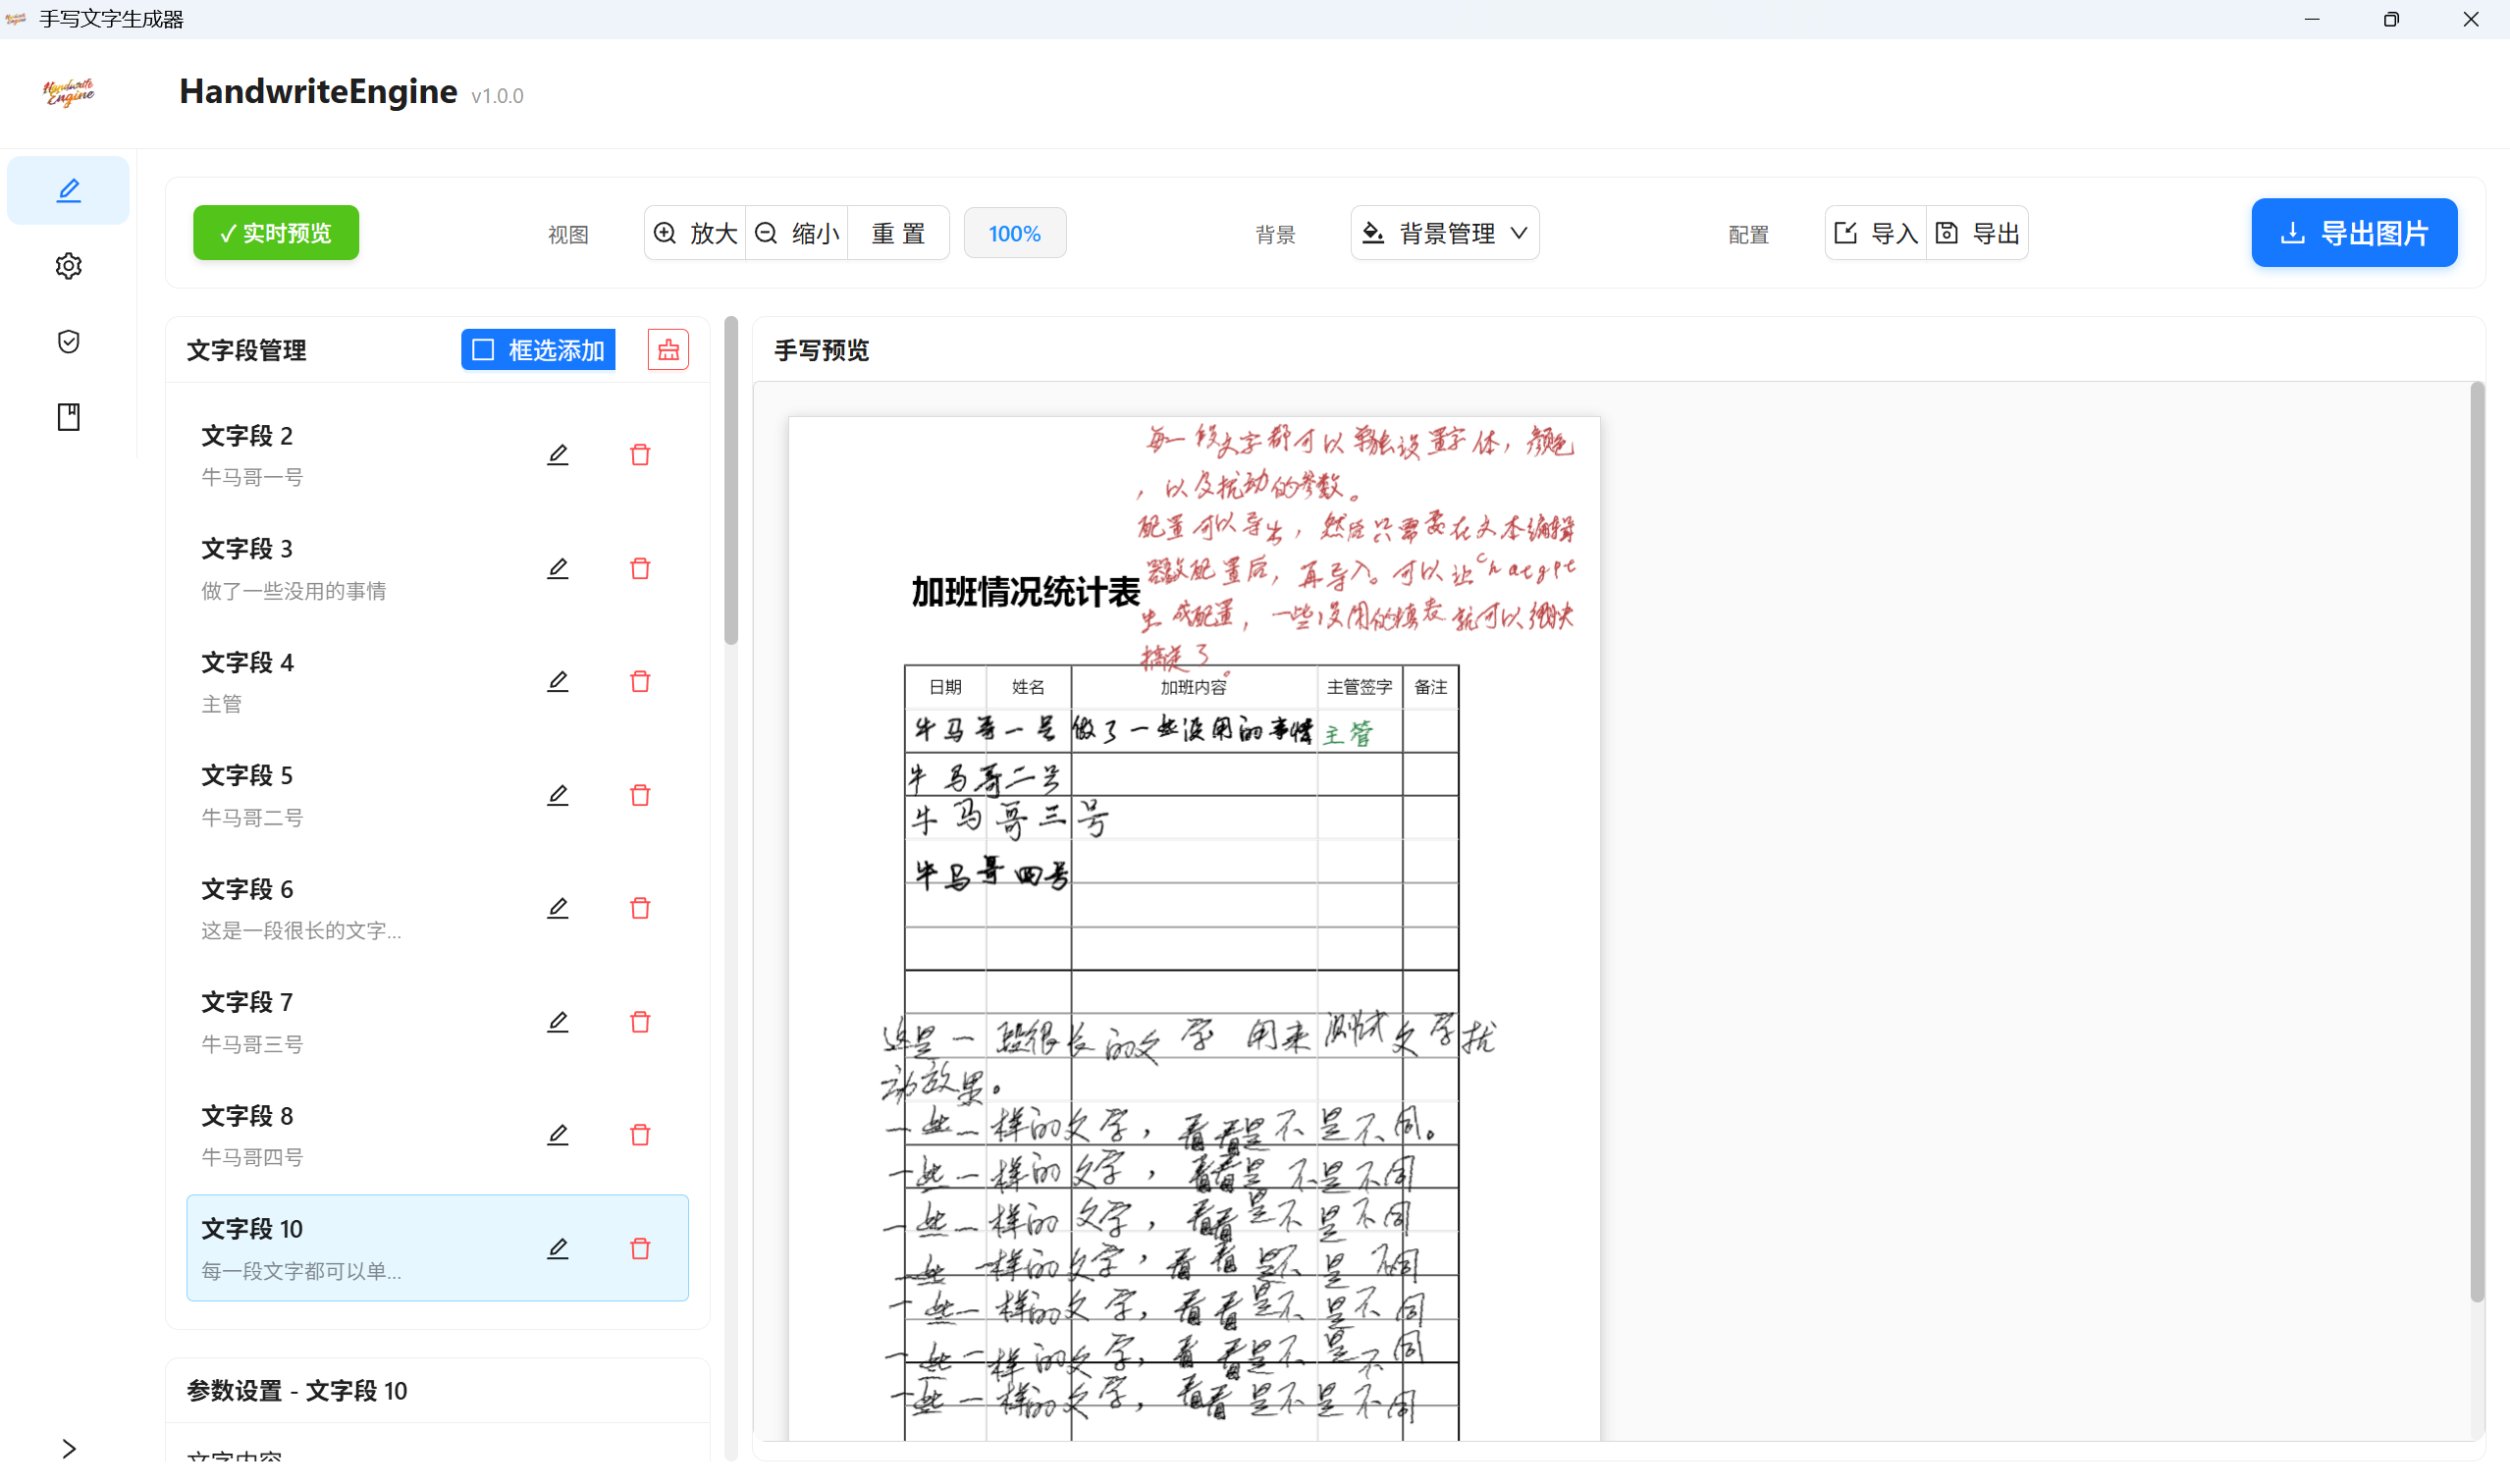 手写文字生成器
Handwrite Engine
HandwriteEngine v1.0.0
✓ 实时预览
视图
放大
缩小
重置
100%
背景
背景管理
配置
导入
导出
导出图片
文字段管理
框选添加
文字段 2
牛马哥一号
文字段 3
做了一些没用的事情
文字段 4
主管
文字段 5
牛马哥二号
文字段 6
这是一段很长的文字...
文字段 7
牛马哥三号
文字段 8
牛马哥四号
文字段 10
每一段文字都可以单...
参数设置 - 文字段 10
文字内容
手写预览
每一段文字都可以单独设置字体，颜色
，以及扰动的参数。
配置可以导出，然后只需要在文本编辑
器改配置后，再导入。可以让Chatgpt
生成配置，一些没用的填表就可以很快
搞定了。
加班情况统计表
日期 姓名 加班内容 主管签字 备注
牛马哥一号 做了一些没用的事情 主管
牛马哥二号
牛马哥三号
牛马哥四号
这是一段很长的文字 用来测试文字扰
动效果。
一些一样的文字，看看是不是不同。
一些一样的文字，看看是不是不同
一些一样的文字，看看是不是不同
一些一样的文字，看看是不是不同
一些一样的文字，看看是不是不同
一些一样的文字，看看是不是不同
一些一样的文字，看看是不是不同